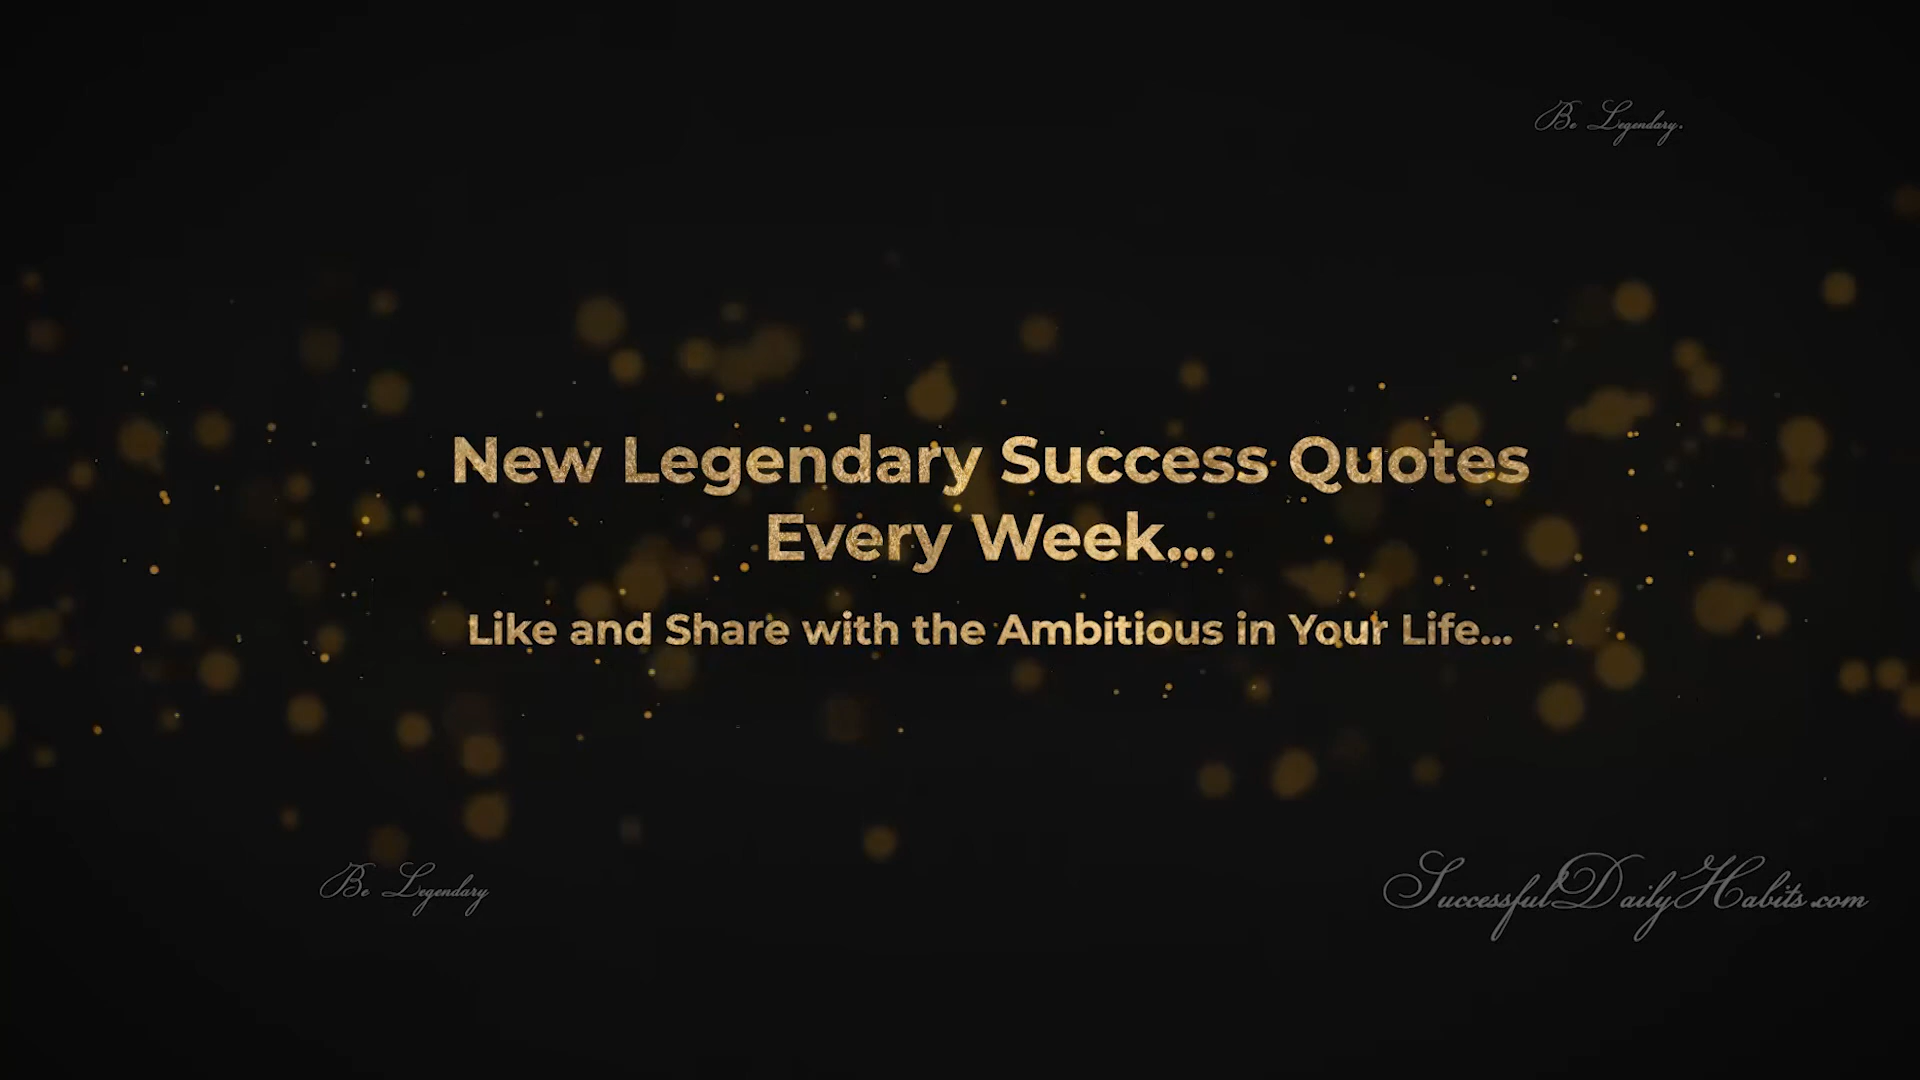 Be Legendary.
New Legendary Success Quotes
Every Week...
Like and Share with the Ambitious in Your Life...
Be Legendary
SuccessfulDailyHabits.com